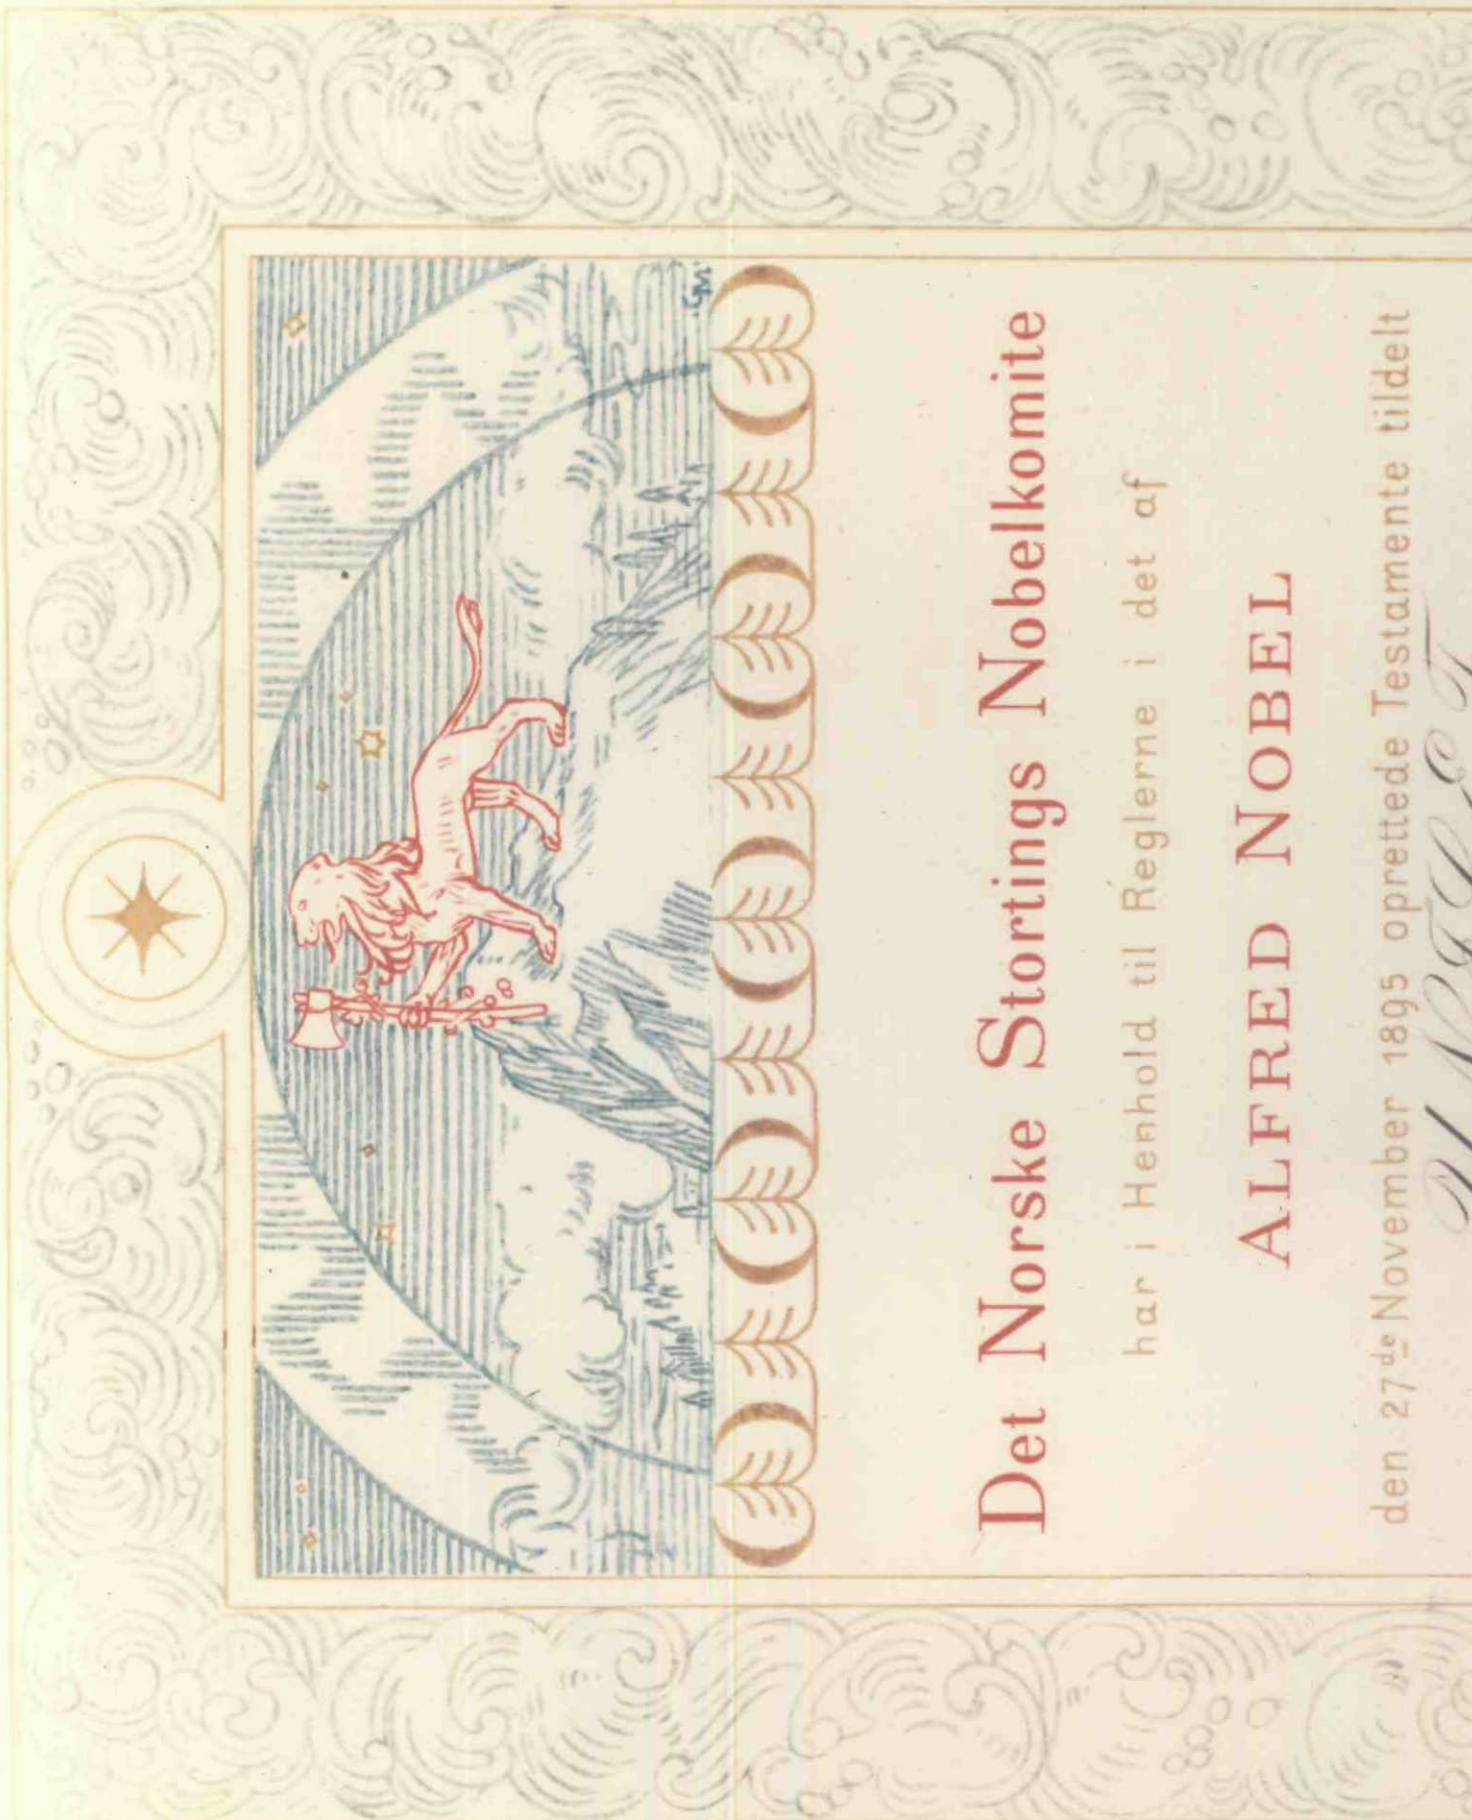 Det Norske Stortings Nobelkomite
har i Henhold til Reglerne i det af
ALFRED NOBEL
den 27de November 1895 oprettede Testamente tildelt
GM